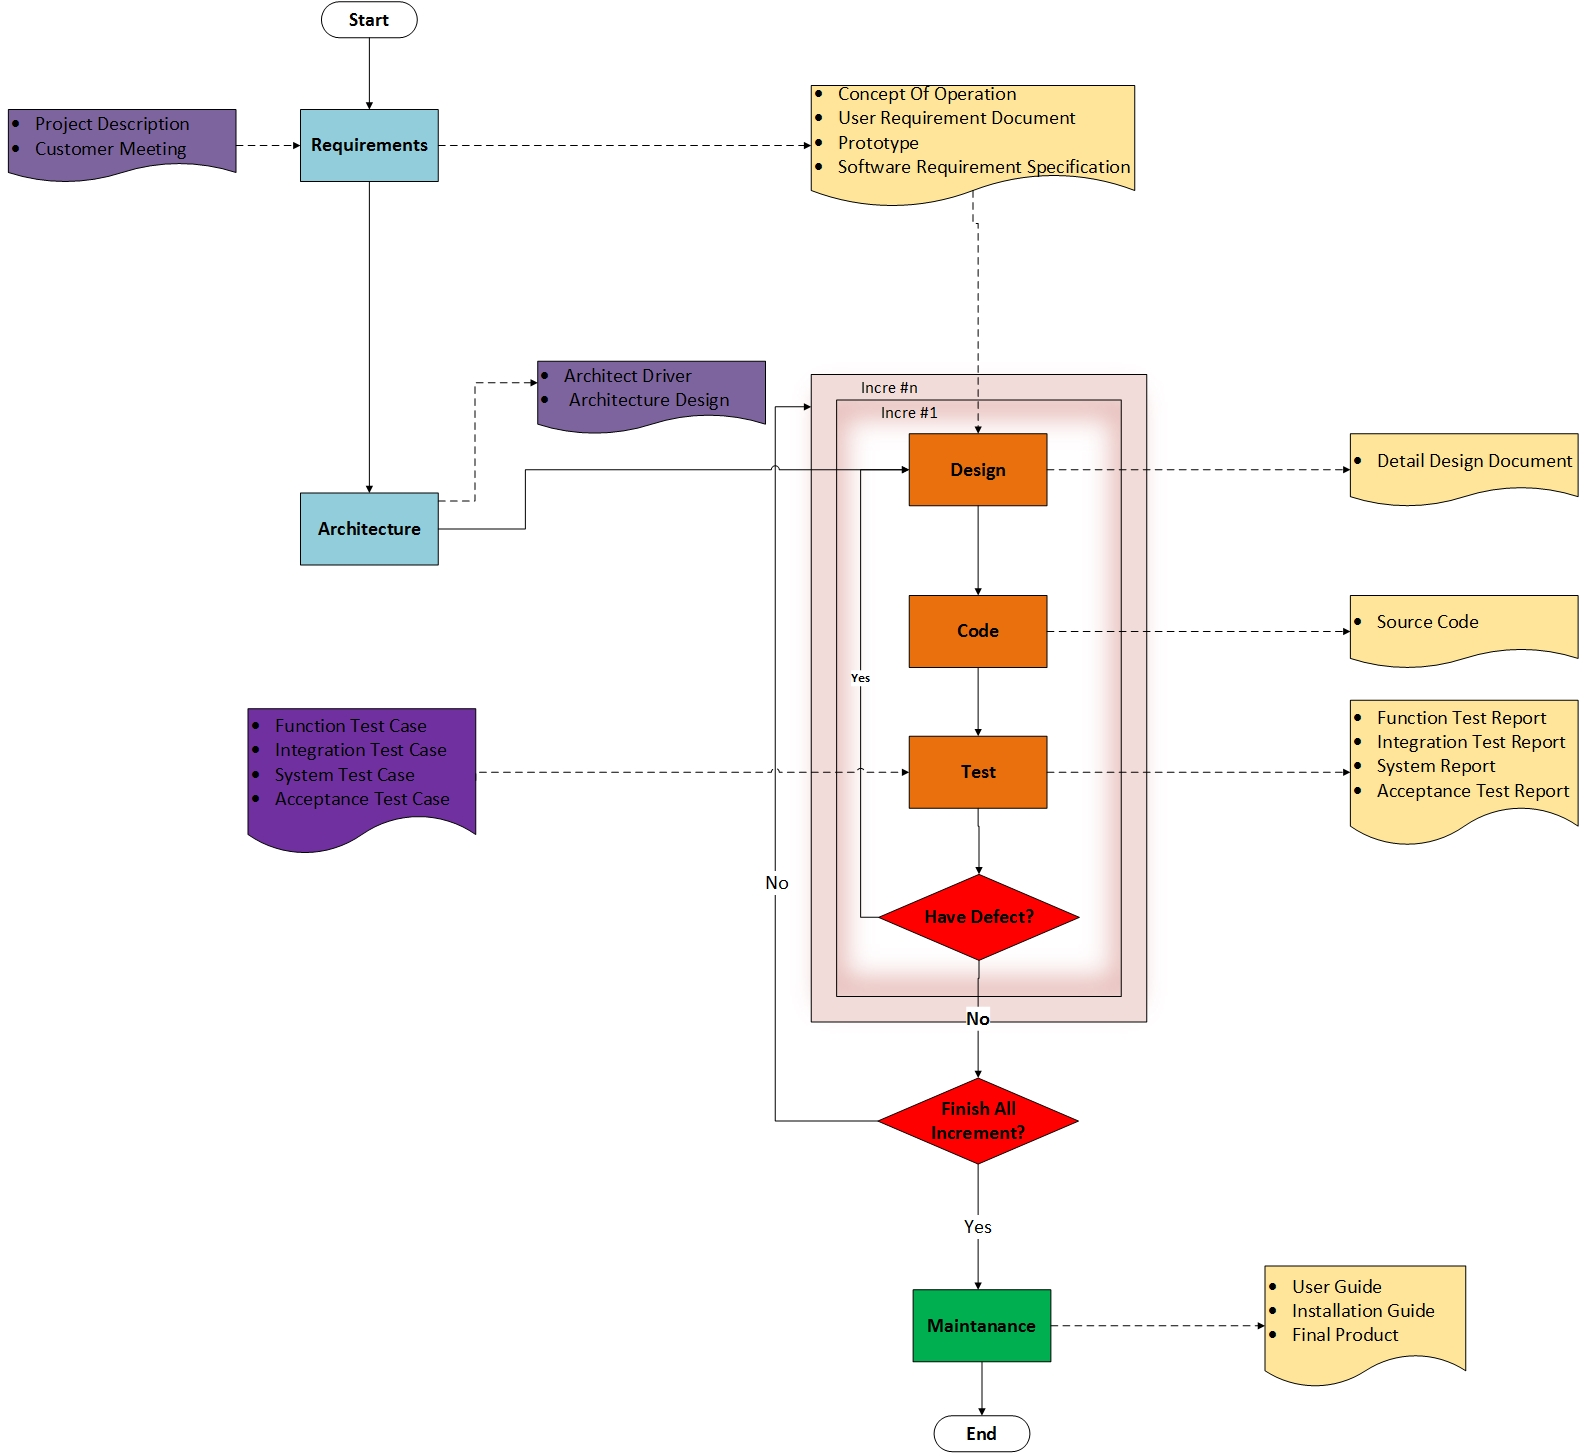 Start
• Project Description
• Customer Meeting
Requirements
• Concept Of Operation
• User Requirement Document
• Prototype
• Software Requirement Specification
• Architect Driver
• Architecture Design
Architecture
Incre #n
Incre #1
Design
• Detail Design Document
Code
• Source Code
Yes
• Function Test Case
• Integration Test Case
• System Test Case
• Acceptance Test Case
Test
• Function Test Report
• Integration Test Report
• System Report
• Acceptance Test Report
No
Have Defect?
No
Finish All
Increment?
Yes
Maintanance
• User Guide
• Installation Guide
• Final Product
End